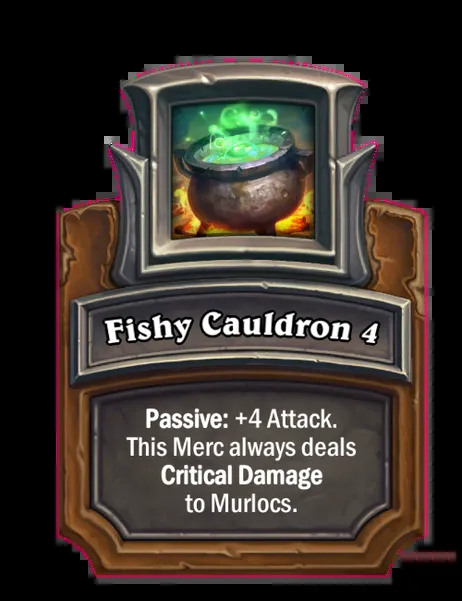 Fishy Cauldron 4
Passive: +4 Attack.
This Merc always deals
Critical Damage
to Murlocs.